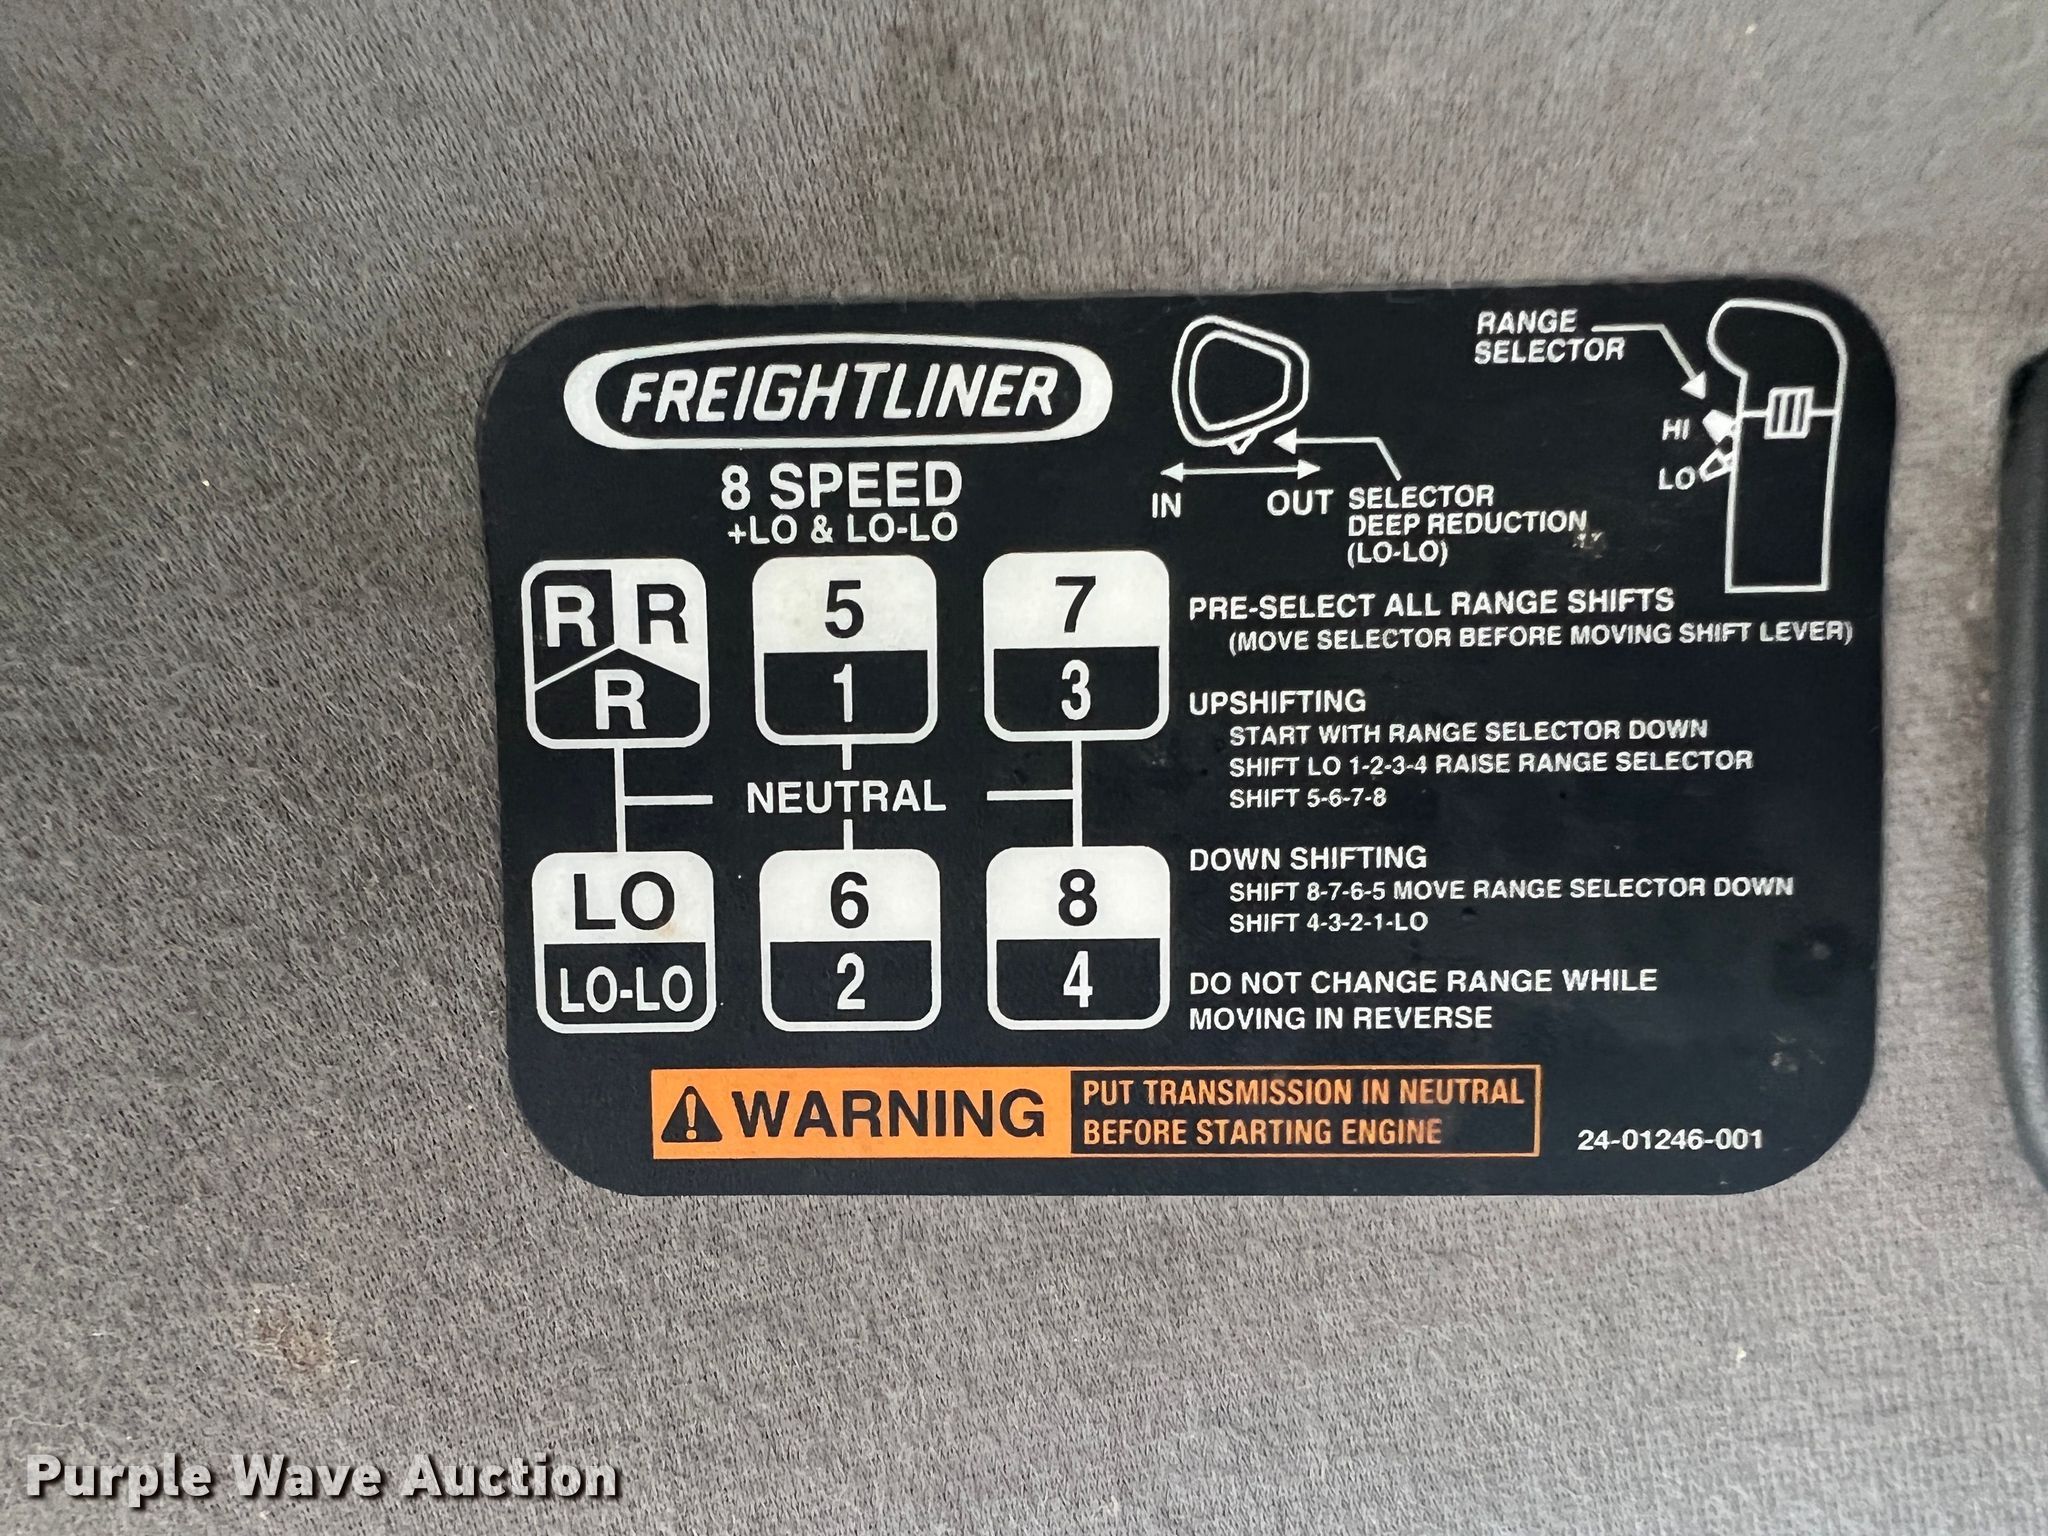 FREIGHTLINER
8 SPEED
+LO & LO-LO
R R
R
5
1
7
3
NEUTRAL
LO
LO-LO
6
2
8
4
IN OUT
SELECTOR
DEEP REDUCTION
(LO-LO)
RANGE
SELECTOR
HI
LO
PRE-SELECT ALL RANGE SHIFTS
(MOVE SELECTOR BEFORE MOVING SHIFT LEVER)
UPSHIFTING
START WITH RANGE SELECTOR DOWN
SHIFT LO 1-2-3-4 RAISE RANGE SELECTOR
SHIFT 5-6-7-8
DOWN SHIFTING
SHIFT 8-7-6-5 MOVE RANGE SELECTOR DOWN
SHIFT 4-3-2-1-LO
DO NOT CHANGE RANGE WHILE
MOVING IN REVERSE
WARNING
PUT TRANSMISSION IN NEUTRAL
BEFORE STARTING ENGINE
24-01246-001
Purple Wave Auction